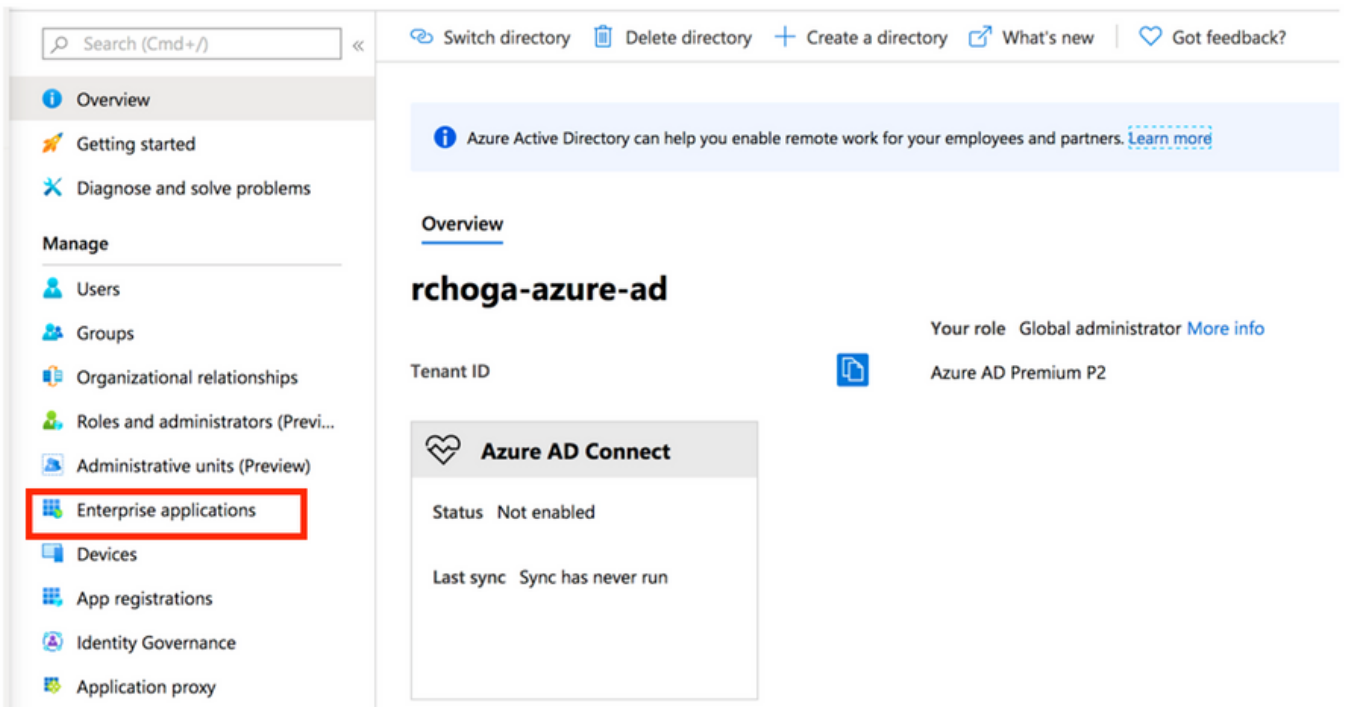 Search (Cmd+/)
«
Overview
Getting started
Diagnose and solve problems
Manage
Users
Groups
Organizational relationships
Roles and administrators (Previ...
Administrative units (Preview)
Enterprise applications
Devices
App registrations
Identity Governance
Application proxy
Switch directory Delete directory Create a directory What's new Got feedback?
Azure Active Directory can help you enable remote work for your employees and partners. Learn more
Overview
rchoga-azure-ad
Your role Global administrator More info
Tenant ID
Azure AD Premium P2
Azure AD Connect
Status Not enabled
Last sync Sync has never run